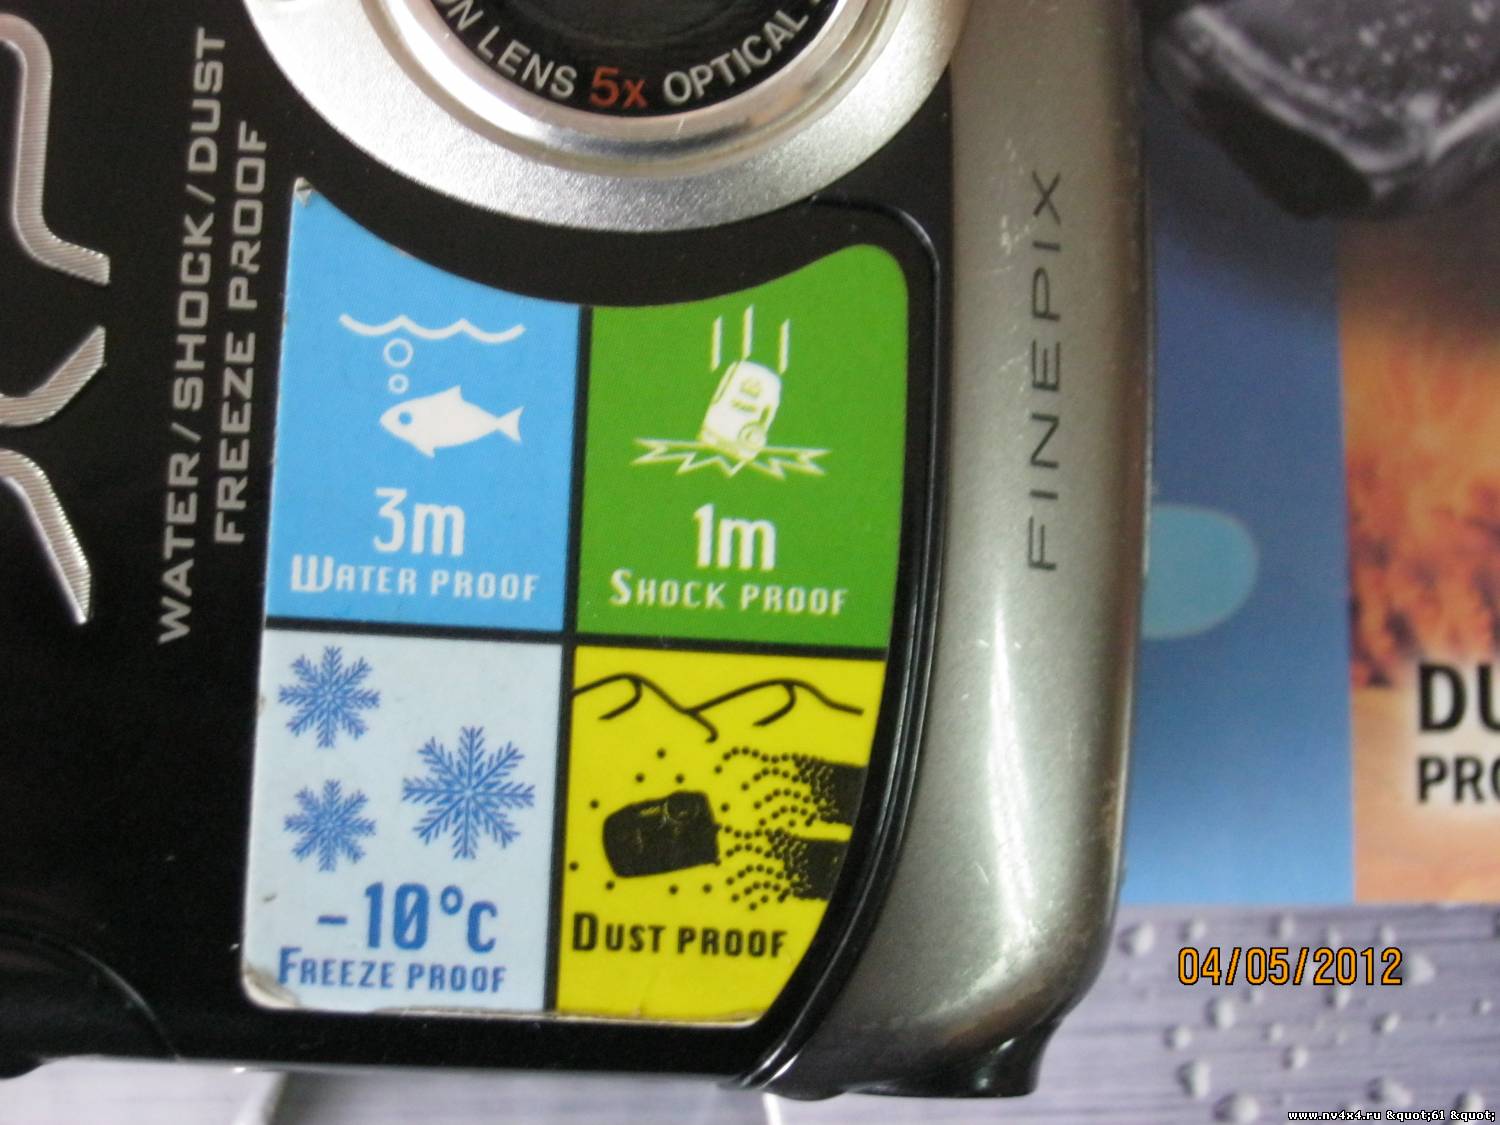 LENS 5x OPTICAL
WATER/SHOCK/DUST
FREEZE PROOF
XP
FINEPIX
3m
WATER PROOF
1m
SHOCK PROOF
-10°C
FREEZE PROOF
DUST PROOF
DU
PRO
04/05/2012
www.nv4x4.ru &quot;61 &quot;